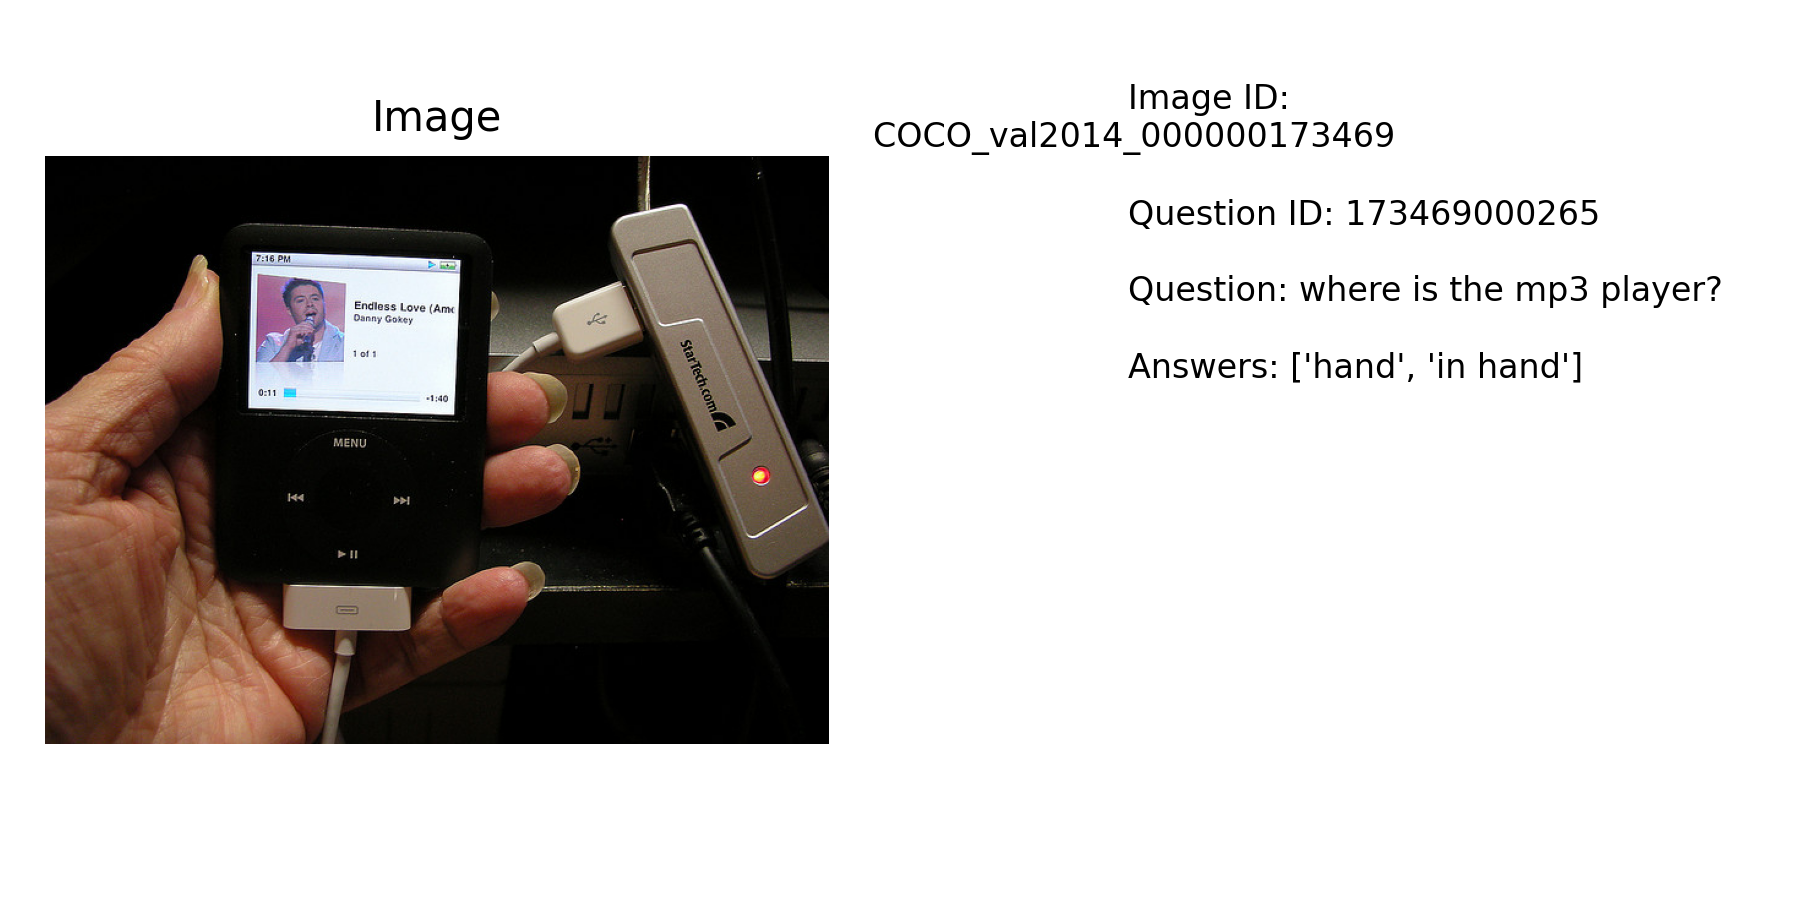 Image
Image ID:
COCO_val2014_000000173469
Question ID: 173469000265
Question: where is the mp3 player?
Answers: ['hand', 'in hand']
7:16 PM
Endless Love (Am
Danny Gokey
1 of 1
0:11
-1:40
MENU
StarTech.com